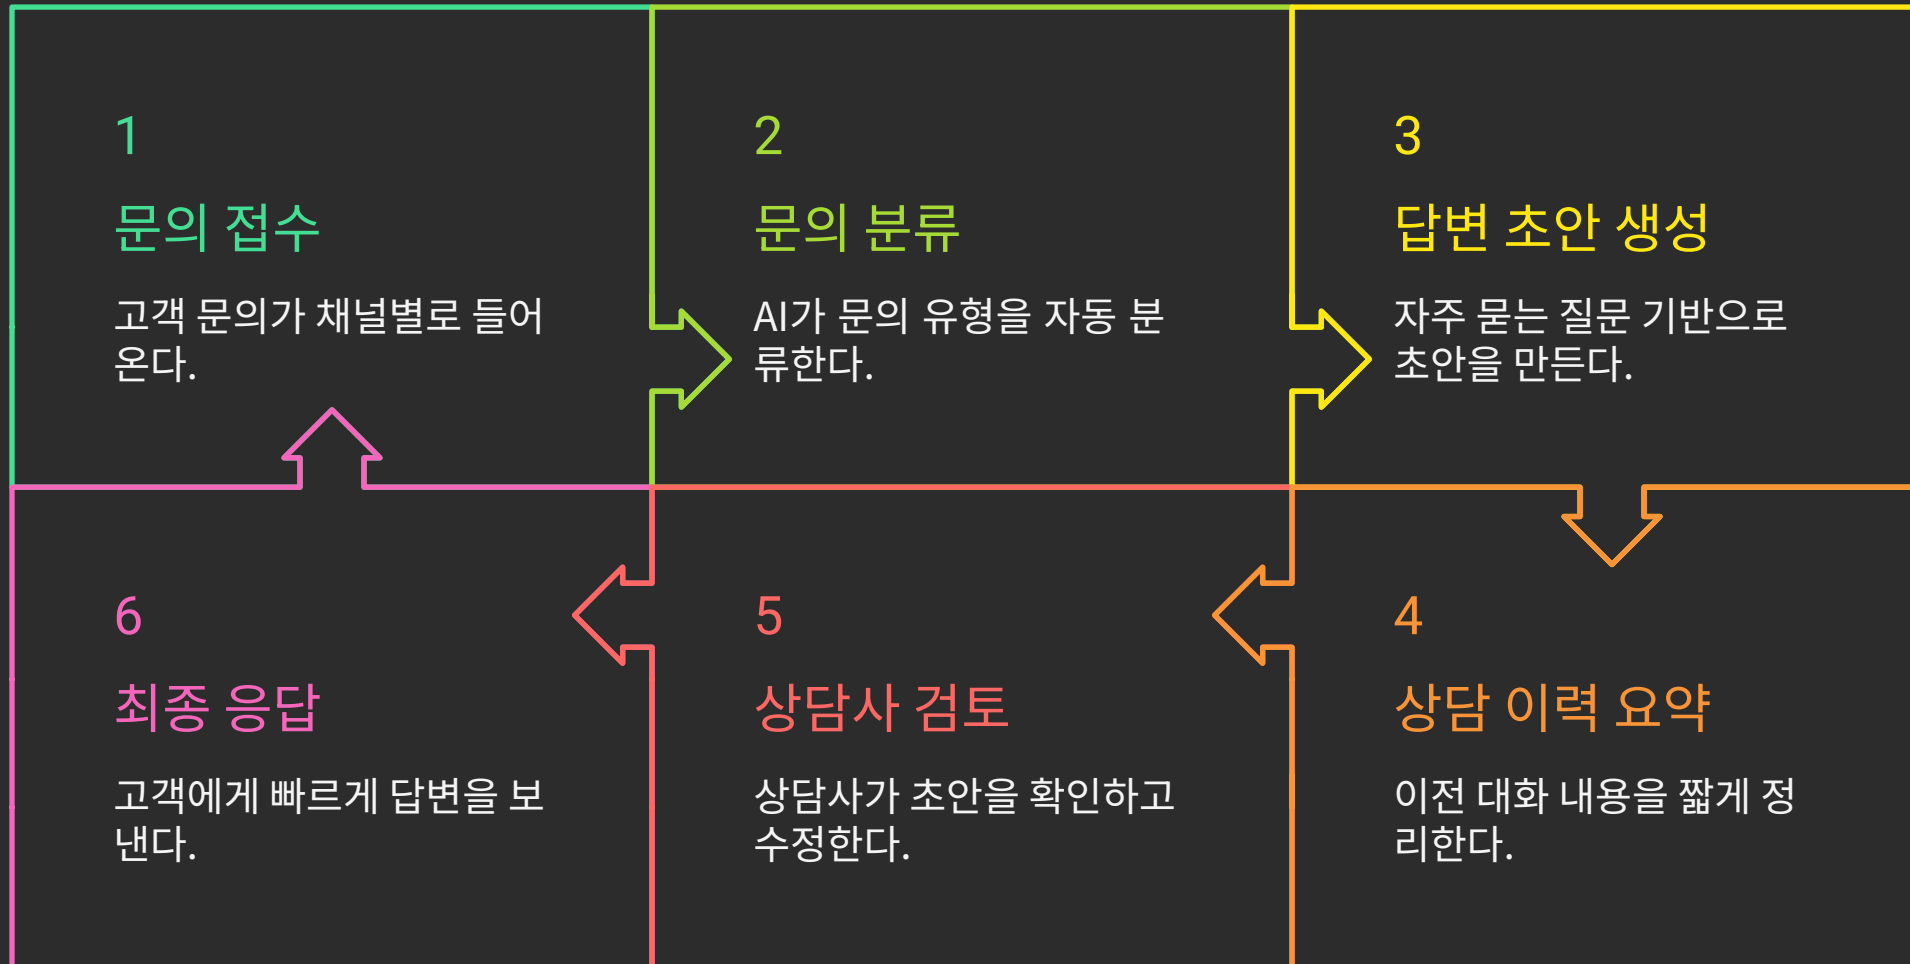 1
문의 접수
고객 문의가 채널별로 들어
온다.
2
문의 분류
AI가 문의 유형을 자동 분
류한다.
3
답변 초안 생성
자주 묻는 질문 기반으로
초안을 만든다.
4
상담 이력 요약
이전 대화 내용을 짧게 정
리한다.
5
상담사 검토
상담사가 초안을 확인하고
수정한다.
6
최종 응답
고객에게 빠르게 답변을 보
낸다.